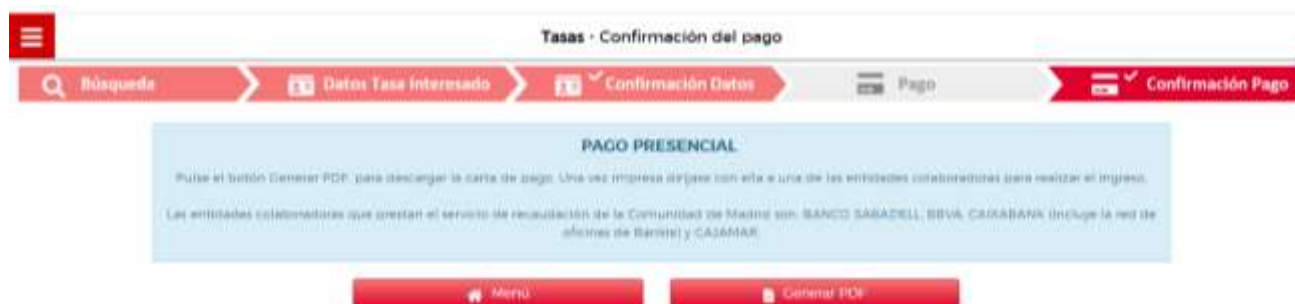 Tasas - Confirmación del pago
Búsqueda
Datos Tasa Interesado
Confirmación Datos
Pago
Confirmación Pago
PAGO PRESENCIAL
Pulse el botón Generar PDF, para descargar la carta de pago. Una vez impresa diríjase con ella a una de las entidades colaboradoras para realizar el ingreso.
Las entidades colaboradoras que prestan el servicio de recaudación de la Comunidad de Madrid son: BANCO SABADELL, BBVA, CAIXABANK (incluye la red de
oficinas de Bankia) y CAJAMAR.
Menú
Generar PDF